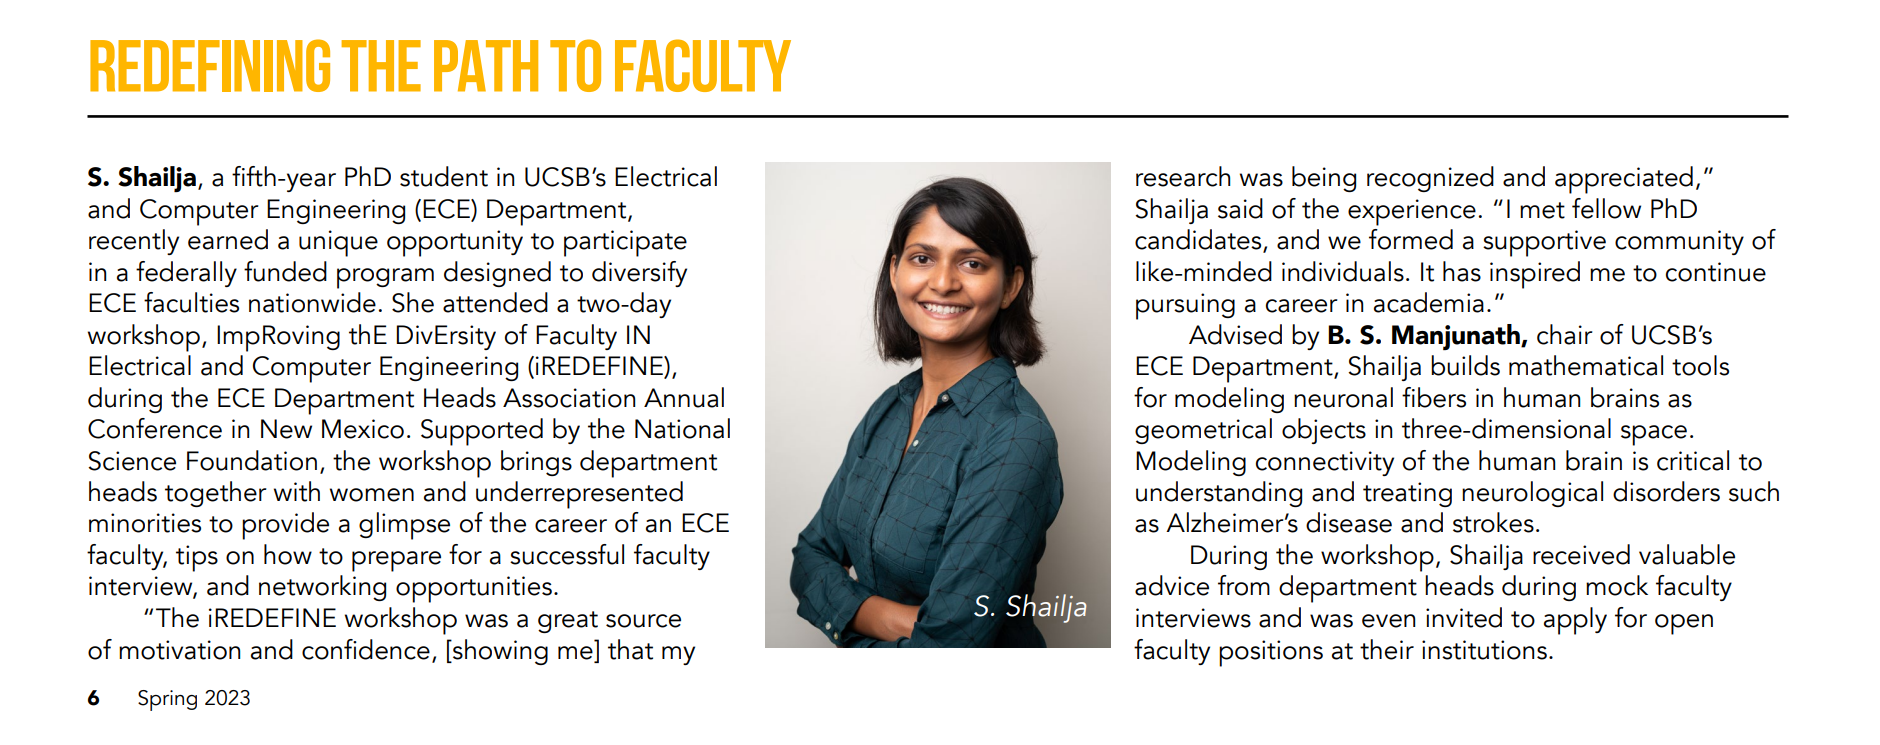 REDEFINING THE PATH TO FACULTY
S. Shailja, a fifth-year PhD student in UCSB’s Electrical
and Computer Engineering (ECE) Department,
recently earned a unique opportunity to participate
in a federally funded program designed to diversify
ECE faculties nationwide. She attended a two-day
workshop, ImpRoving thE DivErsity of Faculty IN
Electrical and Computer Engineering (iREDEFINE),
during the ECE Department Heads Association Annual
Conference in New Mexico. Supported by the National
Science Foundation, the workshop brings department
heads together with women and underrepresented
minorities to provide a glimpse of the career of an ECE
faculty, tips on how to prepare for a successful faculty
interview, and networking opportunities.
“The iREDEFINE workshop was a great source
of motivation and confidence, [showing me] that my
S. Shailja
research was being recognized and appreciated,”
Shailja said of the experience. “I met fellow PhD
candidates, and we formed a supportive community of
like-minded individuals. It has inspired me to continue
pursuing a career in academia.”
Advised by B. S. Manjunath, chair of UCSB’s
ECE Department, Shailja builds mathematical tools
for modeling neuronal fibers in human brains as
geometrical objects in three-dimensional space.
Modeling connectivity of the human brain is critical to
understanding and treating neurological disorders such
as Alzheimer’s disease and strokes.
During the workshop, Shailja received valuable
advice from department heads during mock faculty
interviews and was even invited to apply for open
faculty positions at their institutions.
6 Spring 2023